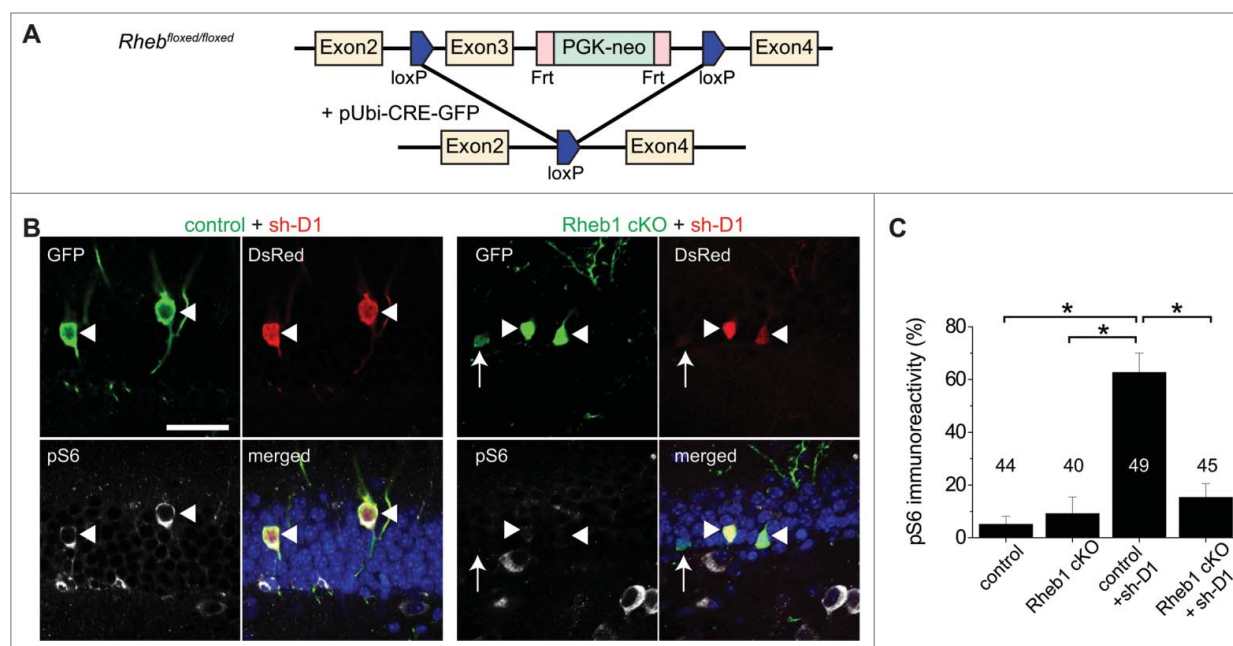 A
Rheb^floxed/floxed
Exon2 Exon3 PGK-neo Exon4
loxP Frt Frt loxP
+ pUbi-CRE-GFP
Exon2 Exon4
loxP
B
control + sh-D1
GFP DsRed
pS6 merged
Rheb1 cKO + sh-D1
GFP DsRed
pS6 merged
C
pS6 immunoreactivity (%)
80
60
40
20
0
44 40 49 45
* * *
control
Rheb1 cKO
control
+sh-D1
Rheb1 cKO
+ sh-D1